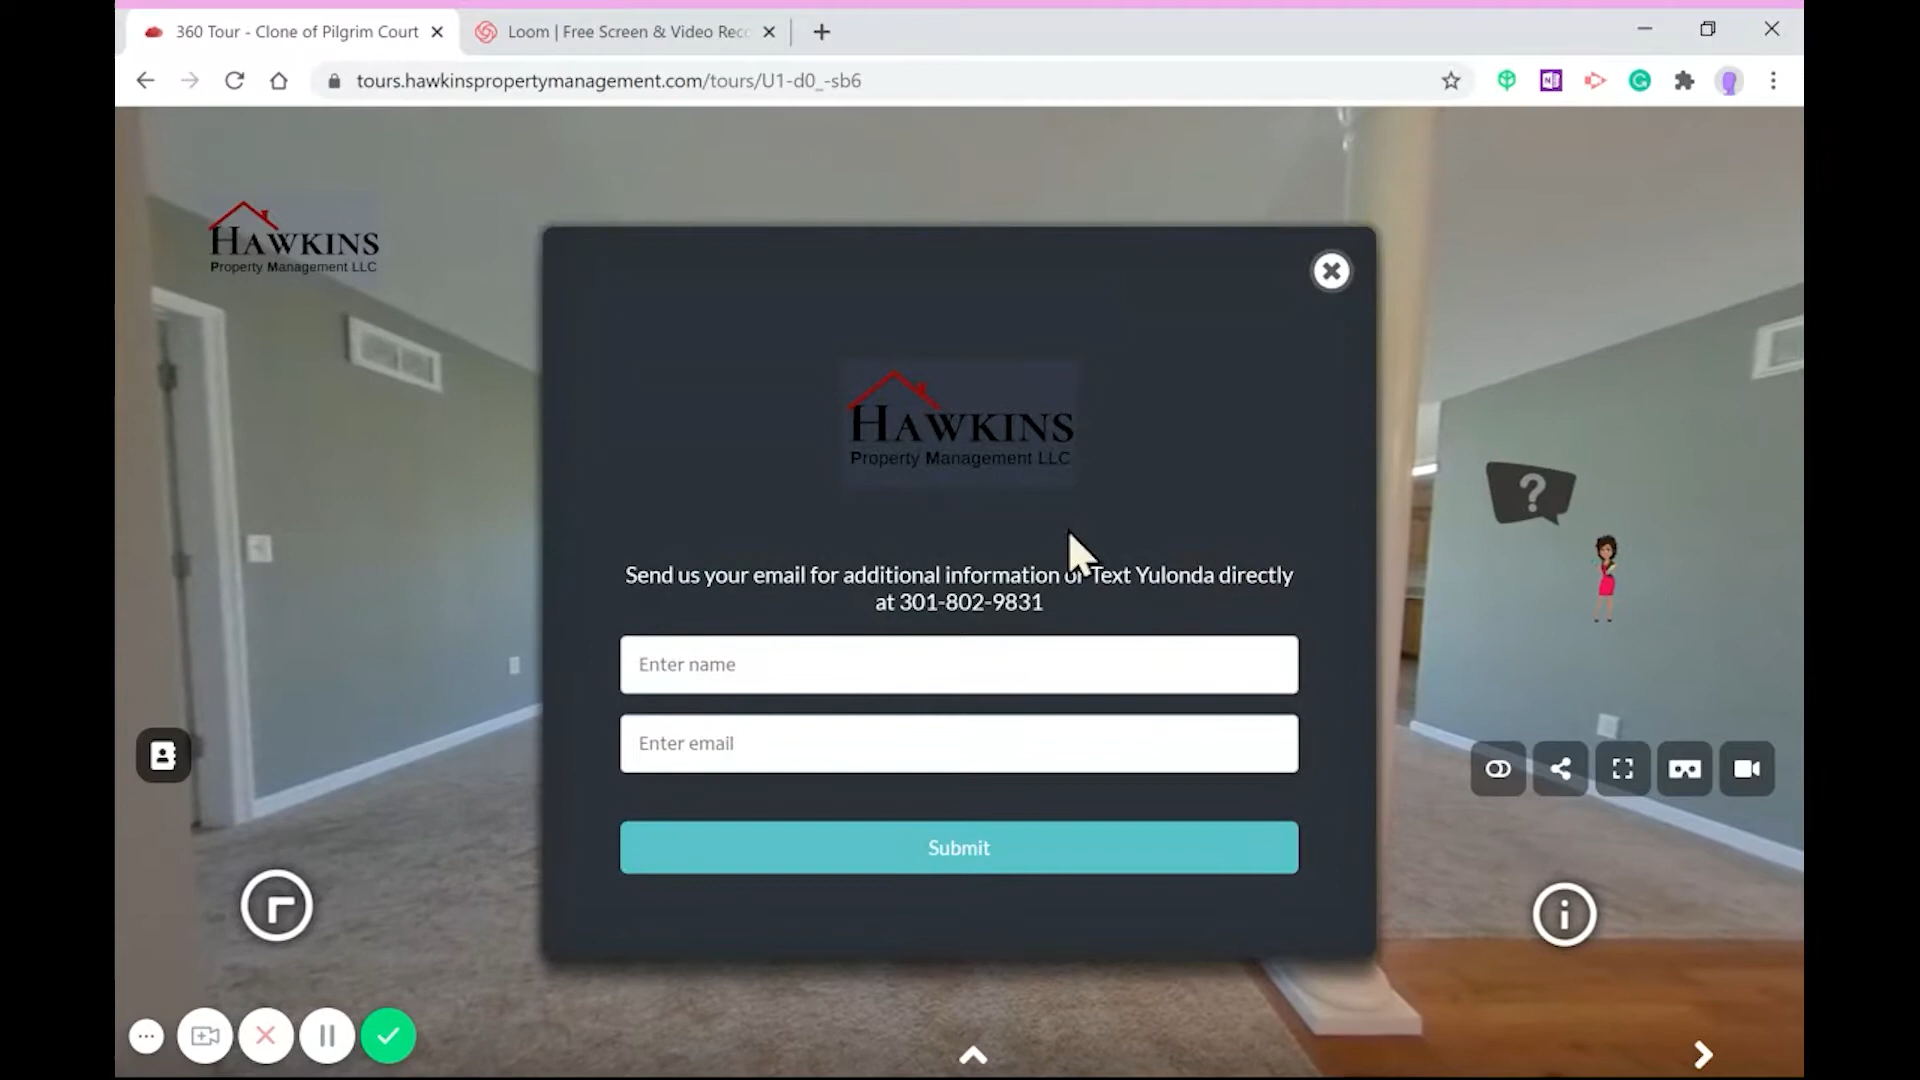 360 Tour - Clone of Pilgrim Court
Loom | Free Screen & Video Rec
tours.hawkinspropertymanagement.com/tours/U1-d0_-sb6
HAWKINS
Property Management LLC
HAWKINS
Property Management LLC
?
Send us your email for additional information or Text Yulonda directly
at 301-802-9831
Enter name
Enter email
Submit